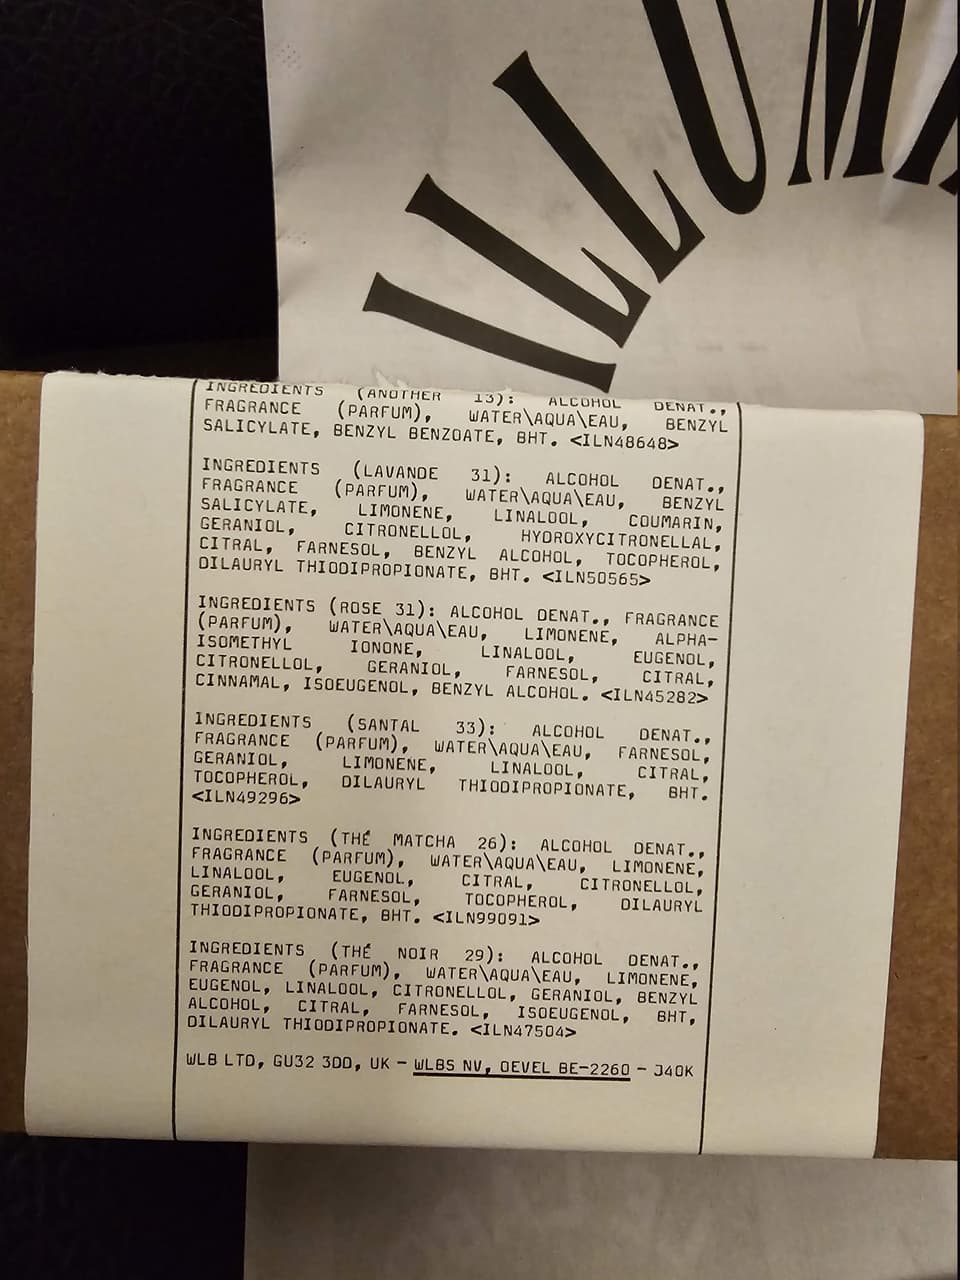 ILLUM
INGREDIENTS (ANOTHER 13): ALCOHOL DENAT.,
FRAGRANCE (PARFUM), WATER\AQUA\EAU, BENZYL
SALICYLATE, BENZYL BENZOATE, BHT. <ILN48648>
INGREDIENTS (LAVANDE 31): ALCOHOL DENAT.,
FRAGRANCE (PARFUM), WATER\AQUA\EAU, BENZYL
SALICYLATE, LIMONENE, LINALOOL, COUMARIN,
GERANIOL, CITRONELLOL, HYDROXYCITRONELLAL,
CITRAL, FARNESOL, BENZYL ALCOHOL, TOCOPHEROL,
DILAURYL THIODIPROPIONATE, BHT. <ILN50565>
INGREDIENTS (ROSE 31): ALCOHOL DENAT., FRAGRANCE
(PARFUM), WATER\AQUA\EAU, LIMONENE, ALPHA-
ISOMETHYL IONONE, LINALOOL, EUGENOL,
CITRONELLOL, GERANIOL, FARNESOL, CITRAL,
CINNAMAL, ISOEUGENOL, BENZYL ALCOHOL. <ILN45282>
INGREDIENTS (SANTAL 33): ALCOHOL DENAT.,
FRAGRANCE (PARFUM), WATER\AQUA\EAU, FARNESOL,
GERANIOL, LIMONENE, LINALOOL, CITRAL,
TOCOPHEROL, DILAURYL THIODIPROPIONATE, BHT.
<ILN49296>
INGREDIENTS (THÉ MATCHA 26): ALCOHOL DENAT.,
FRAGRANCE (PARFUM), WATER\AQUA\EAU, LIMONENE,
LINALOOL, EUGENOL, CITRAL, CITRONELLOL,
GERANIOL, FARNESOL, TOCOPHEROL, DILAURYL
THIODIPROPIONATE, BHT. <ILN99091>
INGREDIENTS (THÉ NOIR 29): ALCOHOL DENAT.,
FRAGRANCE (PARFUM), WATER\AQUA\EAU, LIMONENE,
EUGENOL, LINALOOL, CITRONELLOL, GERANIOL, BENZYL
ALCOHOL, CITRAL, FARNESOL, ISOEUGENOL, BHT,
DILAURYL THIODIPROPIONATE. <ILN47504>
WLB LTD, GU32 3DD, UK - WLBS NV, OEVEL BE-2260 - J40K